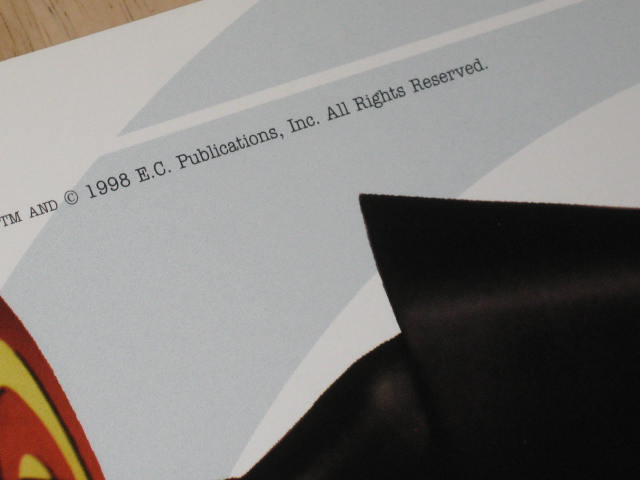 TM AND © 1998 E.C. Publications, Inc. All Rights Reserved.